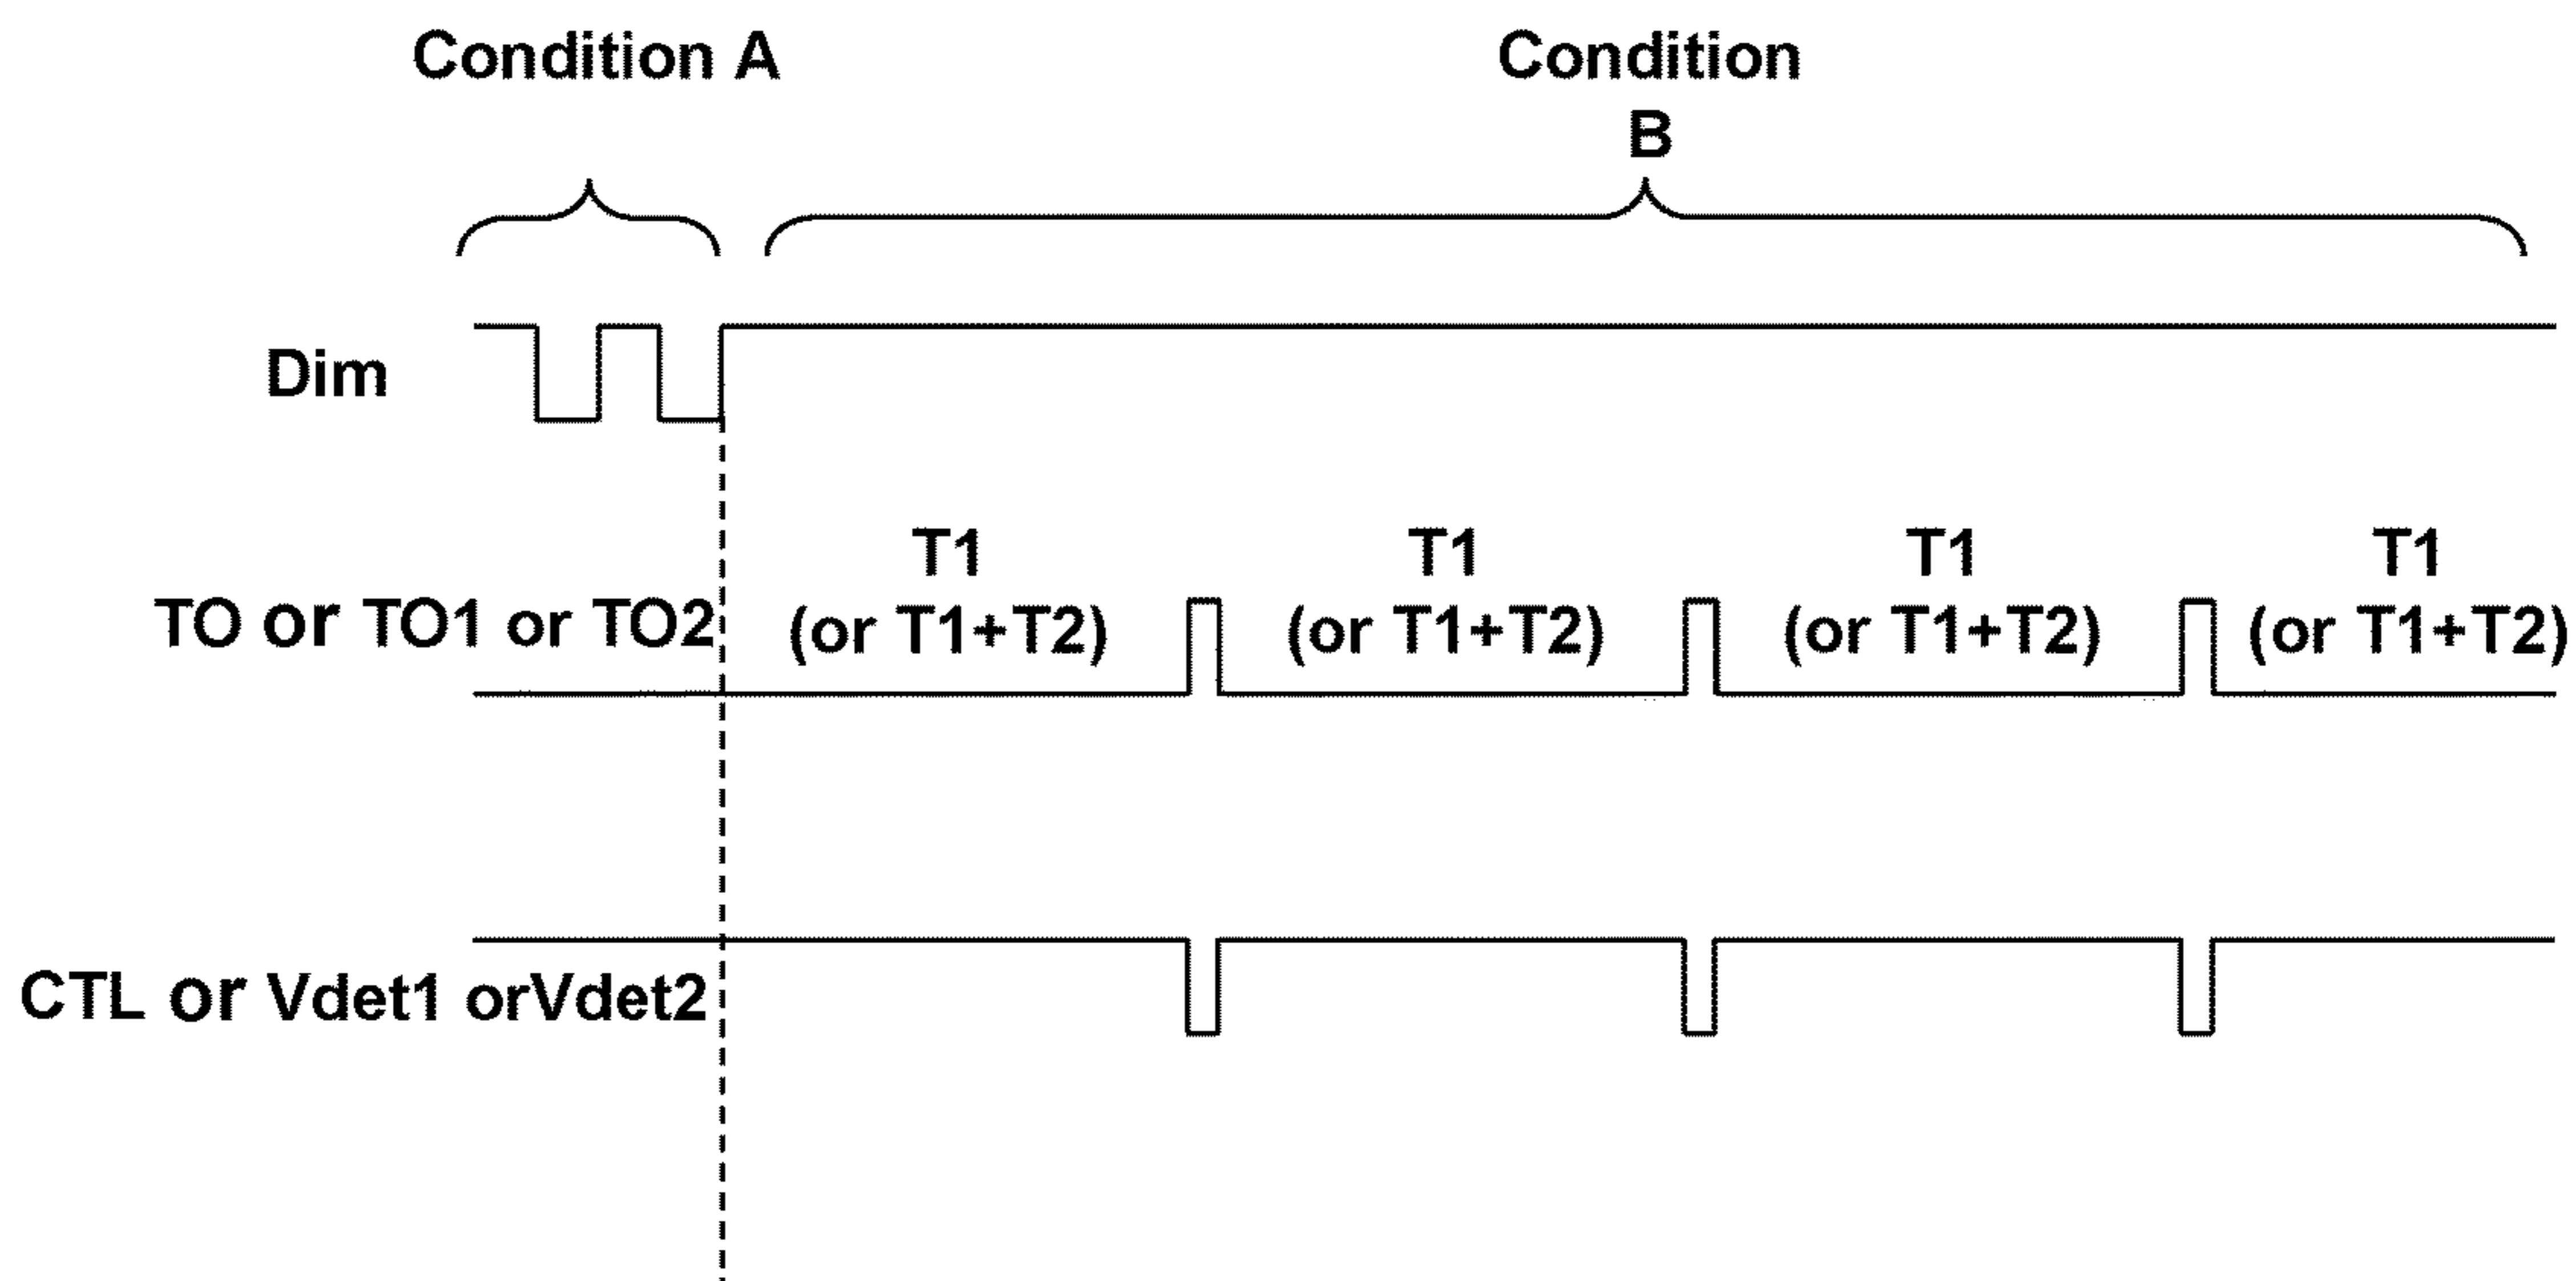 Condition A
Condition
B
Dim
T1
(or T1+T2)
T1
(or T1+T2)
T1
(or T1+T2)
T1
(or T1+T2)
TO or TO1 or TO2
CTL or Vdet1 orVdet2